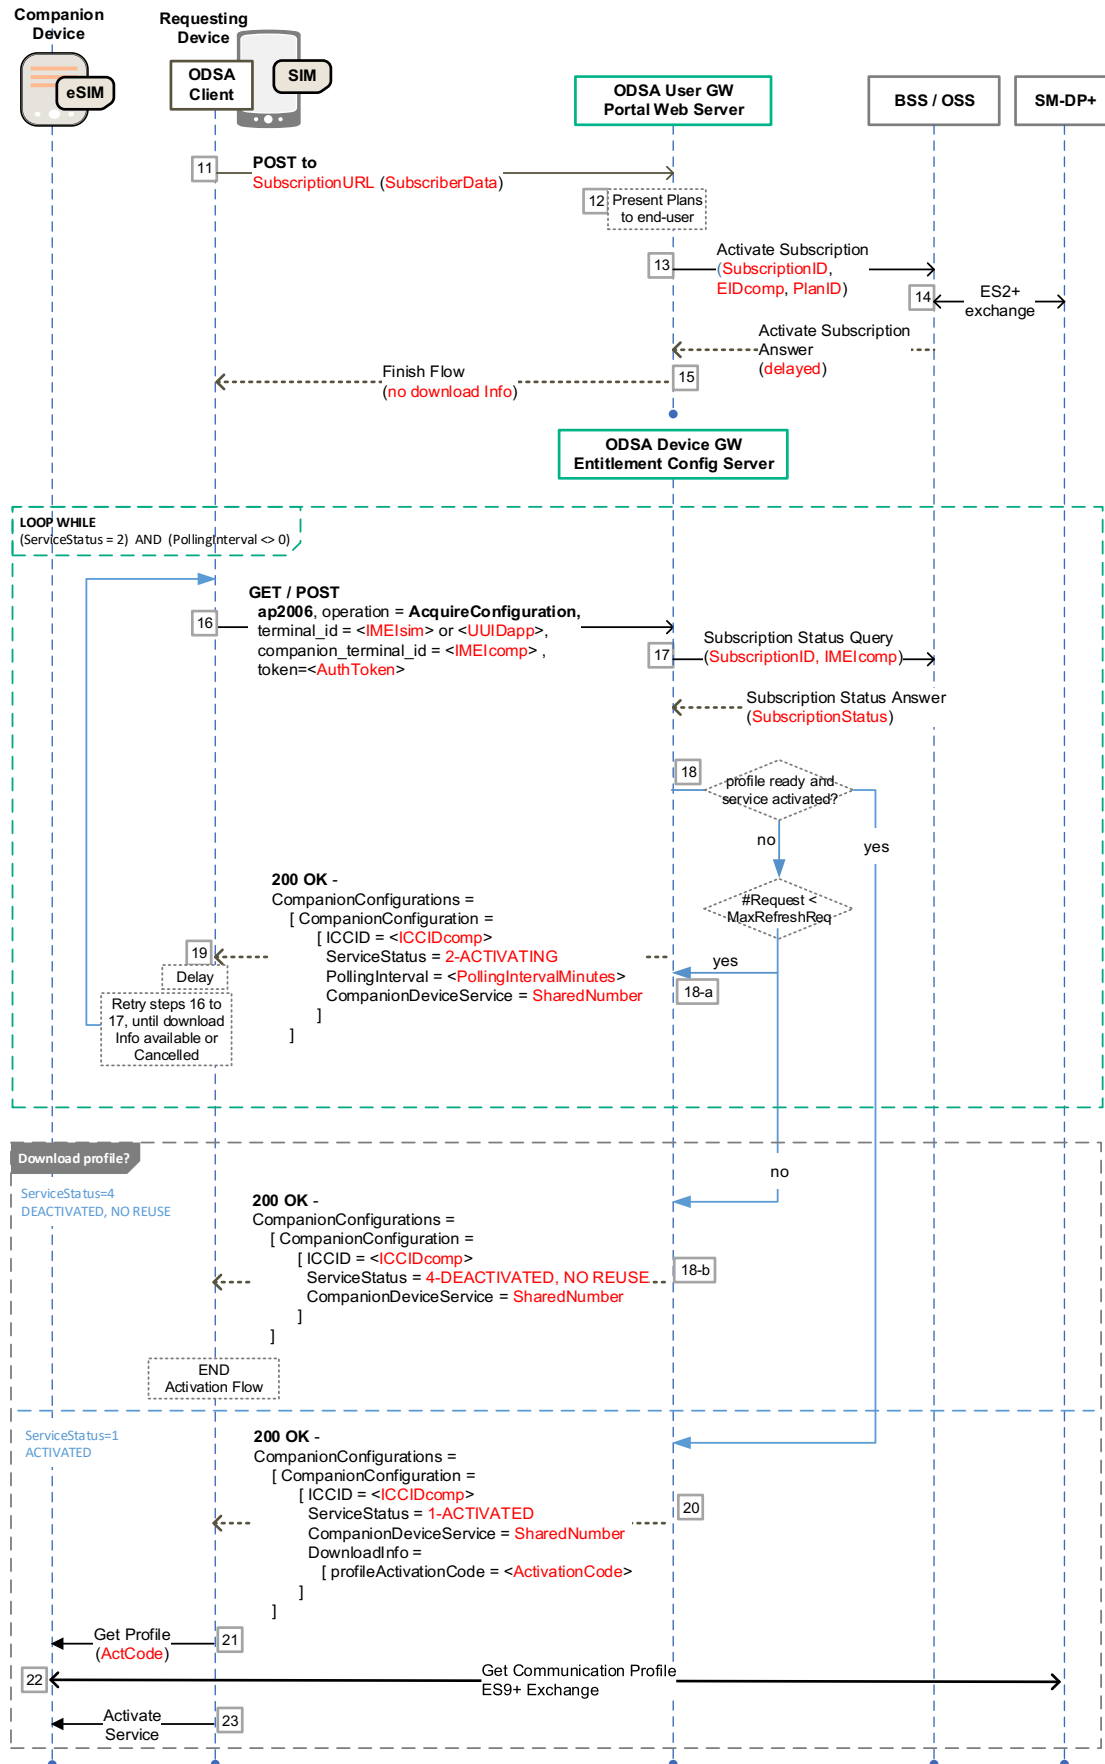 Companion
Device
Requesting
Device
eSIM
ODSA
Client
SIM
ODSA User GW
Portal Web Server
BSS / OSS
SM-DP+
11
POST to
SubscriptionURL (SubscriberData)
12
Present Plans
to end-user
13
Activate Subscription
(SubscriptionID,
EIDcomp, PlanID)
14
ES2+
exchange
Activate Subscription
Answer
(delayed)
15
Finish Flow
(no download Info)
ODSA Device GW
Entitlement Config Server
LOOP WHILE
(ServiceStatus = 2) AND (PollingInterval <> 0)
16
GET / POST
ap2006, operation = AcquireConfiguration,
terminal_id = <IMEIsim> or <UUIDapp>,
companion_terminal_id = <IMEIcomp> ,
token=<AuthToken>
17
Subscription Status Query
(SubscriptionID, IMEIcomp)
Subscription Status Answer
(SubscriptionStatus)
18
profile ready and
service activated?
no
yes
#Request <
MaxRefreshReq
200 OK -
CompanionConfigurations =
[ CompanionConfiguration =
[ ICCID = <ICCIDcomp>
ServiceStatus = 2-ACTIVATING
PollingInterval = <PollingIntervalMinutes>
CompanionDeviceService = SharedNumber
]
]
yes
18-a
19
Delay
Retry steps 16 to
17, until download
Info available or
Cancelled
Download profile?
no
ServiceStatus=4
DEACTIVATED, NO REUSE
200 OK -
CompanionConfigurations =
[ CompanionConfiguration =
[ ICCID = <ICCIDcomp>
ServiceStatus = 4-DEACTIVATED, NO REUSE
CompanionDeviceService = SharedNumber
]
]
18-b
END
Activation Flow
ServiceStatus=1
ACTIVATED
200 OK -
CompanionConfigurations =
[ CompanionConfiguration =
[ ICCID = <ICCIDcomp>
ServiceStatus = 1-ACTIVATED
CompanionDeviceService = SharedNumber
DownloadInfo =
[ profileActivationCode = <ActivationCode>
]
]
20
Get Profile
(ActCode)
21
22
Get Communication Profile
ES9+ Exchange
Activate
Service
23